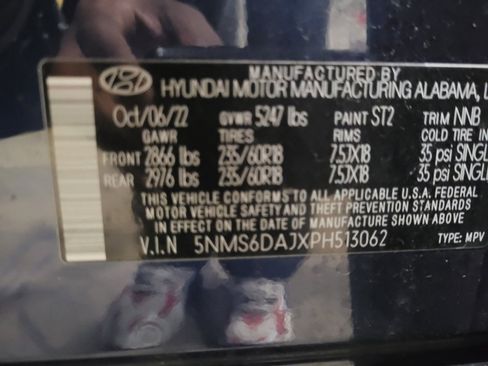 MANUFACTURED BY
HYUNDAI MOTOR MANUFACTURING ALABAMA, L
Oct/06/22 GVWR 5247 lbs PAINT ST2 TRIM NNB
GAWR TIRES RIMS COLD TIRE IN
FRONT 2866 lbs 235/60R18 7.5JX18 35 psi SINGL
REAR 2976 lbs 235/60R18 7.5JX18 35 psi SINGLE
THIS VEHICLE CONFORMS TO ALL APPLICABLE U.S.A. FEDERAL
MOTOR VEHICLE SAFETY AND THEFT PREVENTION STANDARDS
IN EFFECT ON THE DATE OF MANUFACTURE SHOWN ABOVE.
V.I.N 5NMS6DAJXPH513062 TYPE: MPV